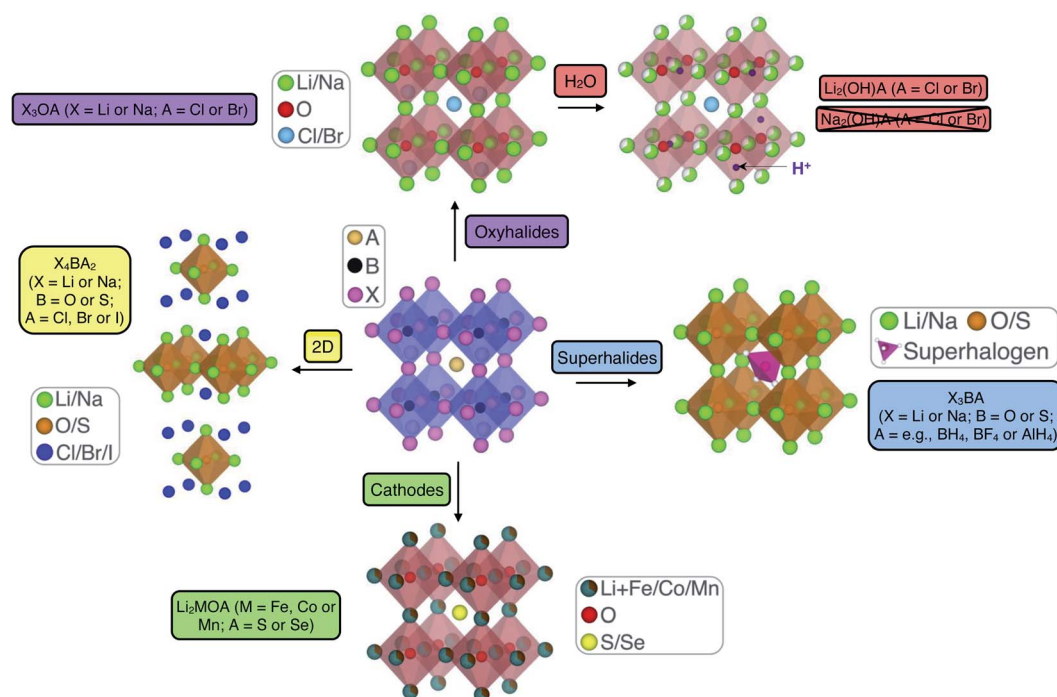 X₃OA (X = Li or Na; A = Cl or Br)
Li/Na
O
Cl/Br
H₂O
Li₂(OH)A (A = Cl or Br)
Na₂(OH)A (A = Cl or Br)
H⁺
Oxyhalides
A
B
X
X₄BA₂
(X = Li or Na;
B = O or S;
A = Cl, Br or I)
2D
Li/Na
O/S
Cl/Br/I
Superhalides
Li/Na
O/S
Superhalogen
X₃BA
(X = Li or Na; B = O or S;
A = e.g., BH₄, BF₄ or AlH₄)
Cathodes
Li₂MOA (M = Fe, Co or
Mn; A = S or Se)
Li+Fe/Co/Mn
O
S/Se